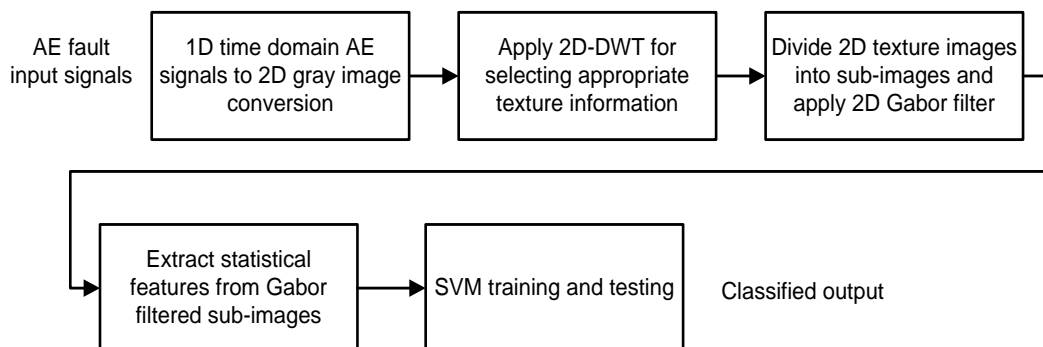 AE fault
input signals
1D time domain AE
signals to 2D gray image
conversion
Apply 2D-DWT for
selecting appropriate
texture information
Divide 2D texture images
into sub-images and
apply 2D Gabor filter
Extract statistical
features from Gabor
filtered sub-images
SVM training and testing
Classified output